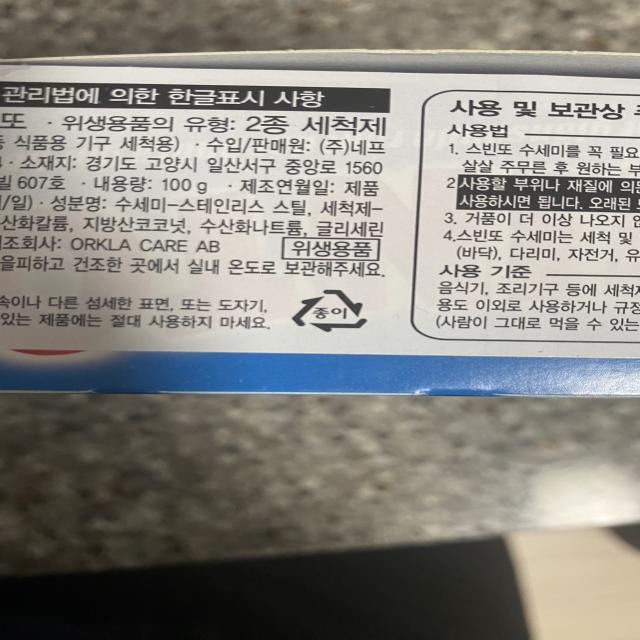 관리법에 의한 한글표시 사항
또 · 위생용품의 유형: 2종 세척제
식품용 기구 세척용) · 수입/판매원: (주)네프
· 소재지: 경기도 고양시 일산서구 중앙로 1560
빌 607호 · 내용량: 100 g · 제조연월일: 제품
/일) · 성분명: 수세미-스테인리스 스틸, 세척제-
산화칼륨, 지방산코코넛, 수산화나트륨, 글리세린
조회사: ORKLA CARE AB 위생용품
을피하고 건조한 곳에서 실내 온도로 보관해주세요.
속이나 다른 섬세한 표면, 또는 도자기,
있는 제품에는 절대 사용하지 마세요.
종이
사용 및 보관상
사용법
1. 스빈또 수세미를 꼭 필요
살살 주무른 후 원하는 부
2 사용할 부위나 재질에 의
사용하시면 됩니다. 오래된
3. 거품이 더 이상 나오지 않
4.스빈또 수세미는 세척 및
(바닥), 다리미, 자전거, 유
사용 기준
음식기, 조리기구 등에 세척제
용도 이외로 사용하거나 규정
(사람이 그대로 먹을 수 있는